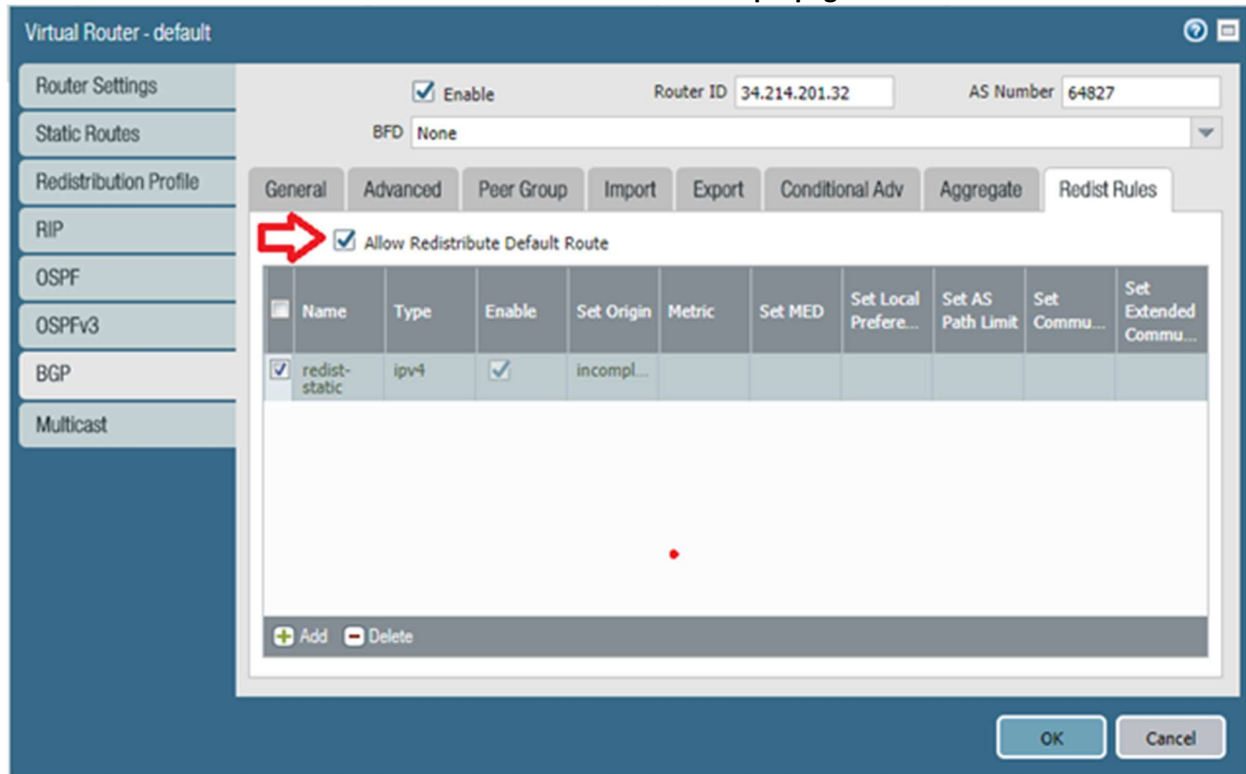 Virtual Router - default
Router Settings
Static Routes
Redistribution Profile
RIP
OSPF
OSPFv3
BGP
Multicast
Enable Router ID 34.214.201.32 AS Number 64827
BFD None
General Advanced Peer Group Import Export Conditional Adv Aggregate Redist Rules
Allow Redistribute Default Route
Name Type Enable Set Origin Metric Set MED Set Local Prefere... Set AS Path Limit Set Commu... Set Extended Commu...
redist-static ipv4 incompl...
Add Delete
OK Cancel